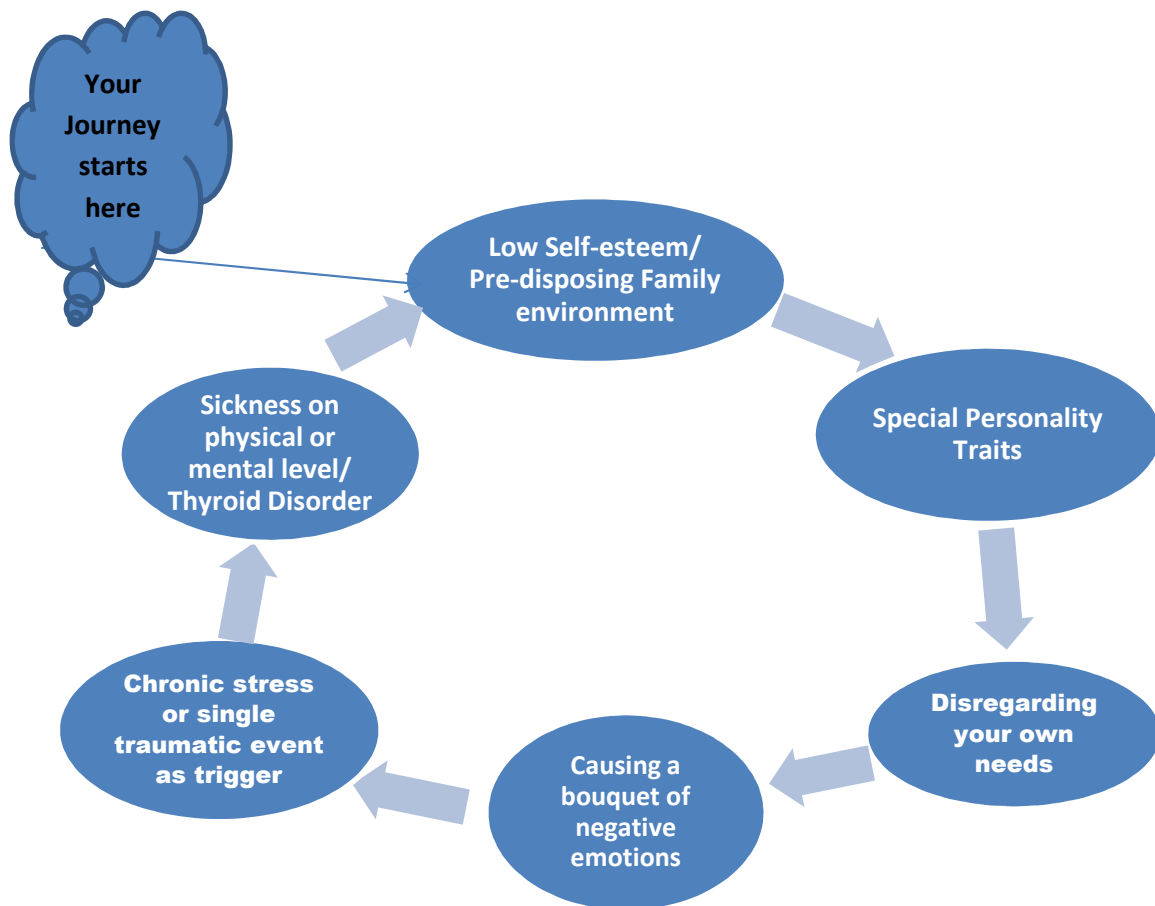 Your
Journey
starts
here
Low Self-esteem/
Pre-disposing Family
environment
Special Personality
Traits
Disregarding
your own
needs
Causing a
bouquet of
negative
emotions
Chronic stress
or single
traumatic event
as trigger
Sickness on
physical or
mental level/
Thyroid Disorder